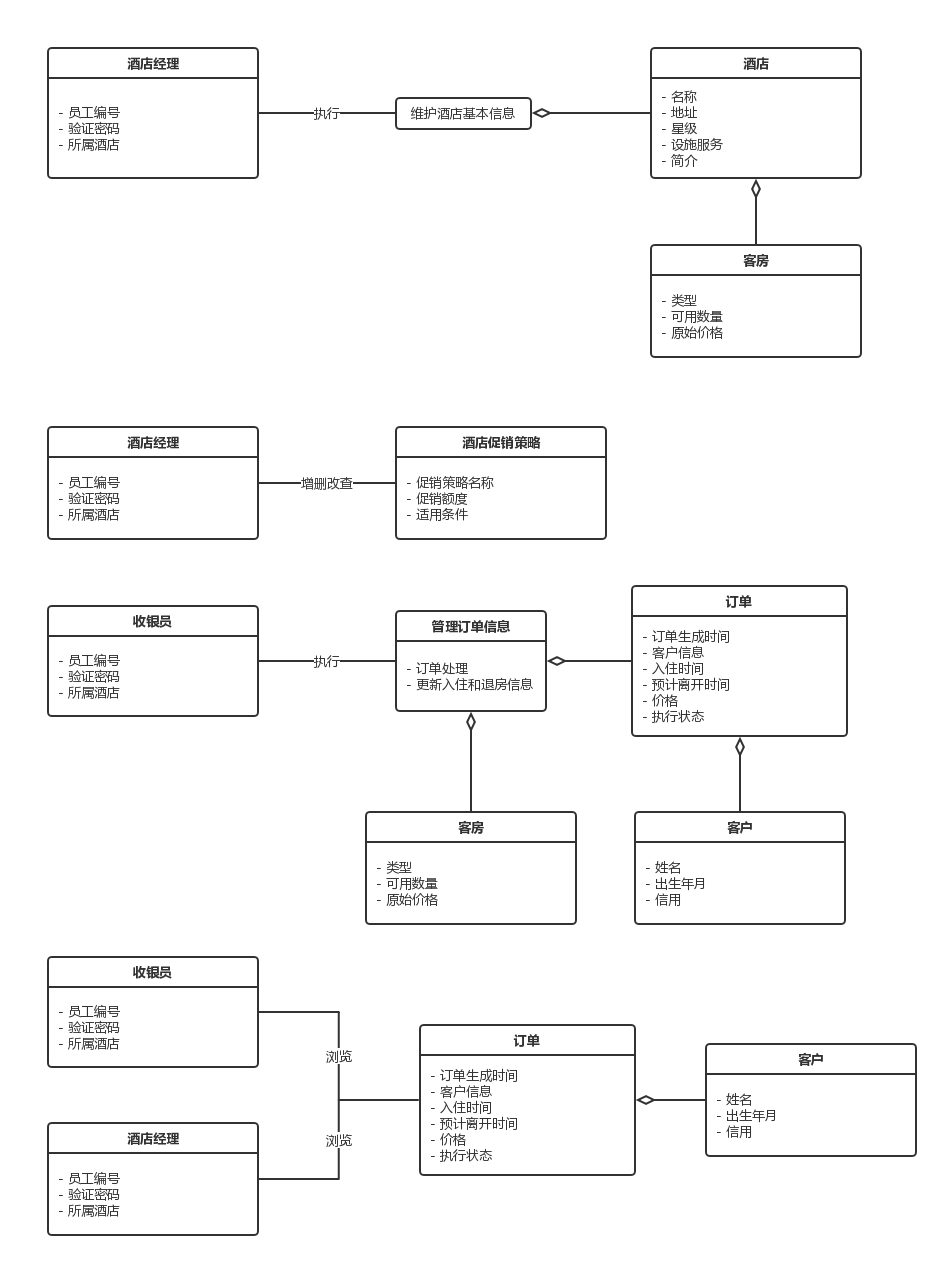 酒店经理
- 员工编号
- 验证密码
- 所属酒店
执行
维护酒店基本信息
酒店
- 名称
- 地址
- 星级
- 设施服务
- 简介
客房
- 类型
- 可用数量
- 原始价格
酒店经理
- 员工编号
- 验证密码
- 所属酒店
增删改查
酒店促销策略
- 促销策略名称
- 促销额度
- 适用条件
收银员
- 员工编号
- 验证密码
- 所属酒店
执行
管理订单信息
- 订单处理
- 更新入住和退房信息
订单
- 订单生成时间
- 客户信息
- 入住时间
- 预计离开时间
- 价格
- 执行状态
客房
- 类型
- 可用数量
- 原始价格
客户
- 姓名
- 出生年月
- 信用
收银员
- 员工编号
- 验证密码
- 所属酒店
浏览
酒店经理
- 员工编号
- 验证密码
- 所属酒店
浏览
订单
- 订单生成时间
- 客户信息
- 入住时间
- 预计离开时间
- 价格
- 执行状态
客户
- 姓名
- 出生年月
- 信用